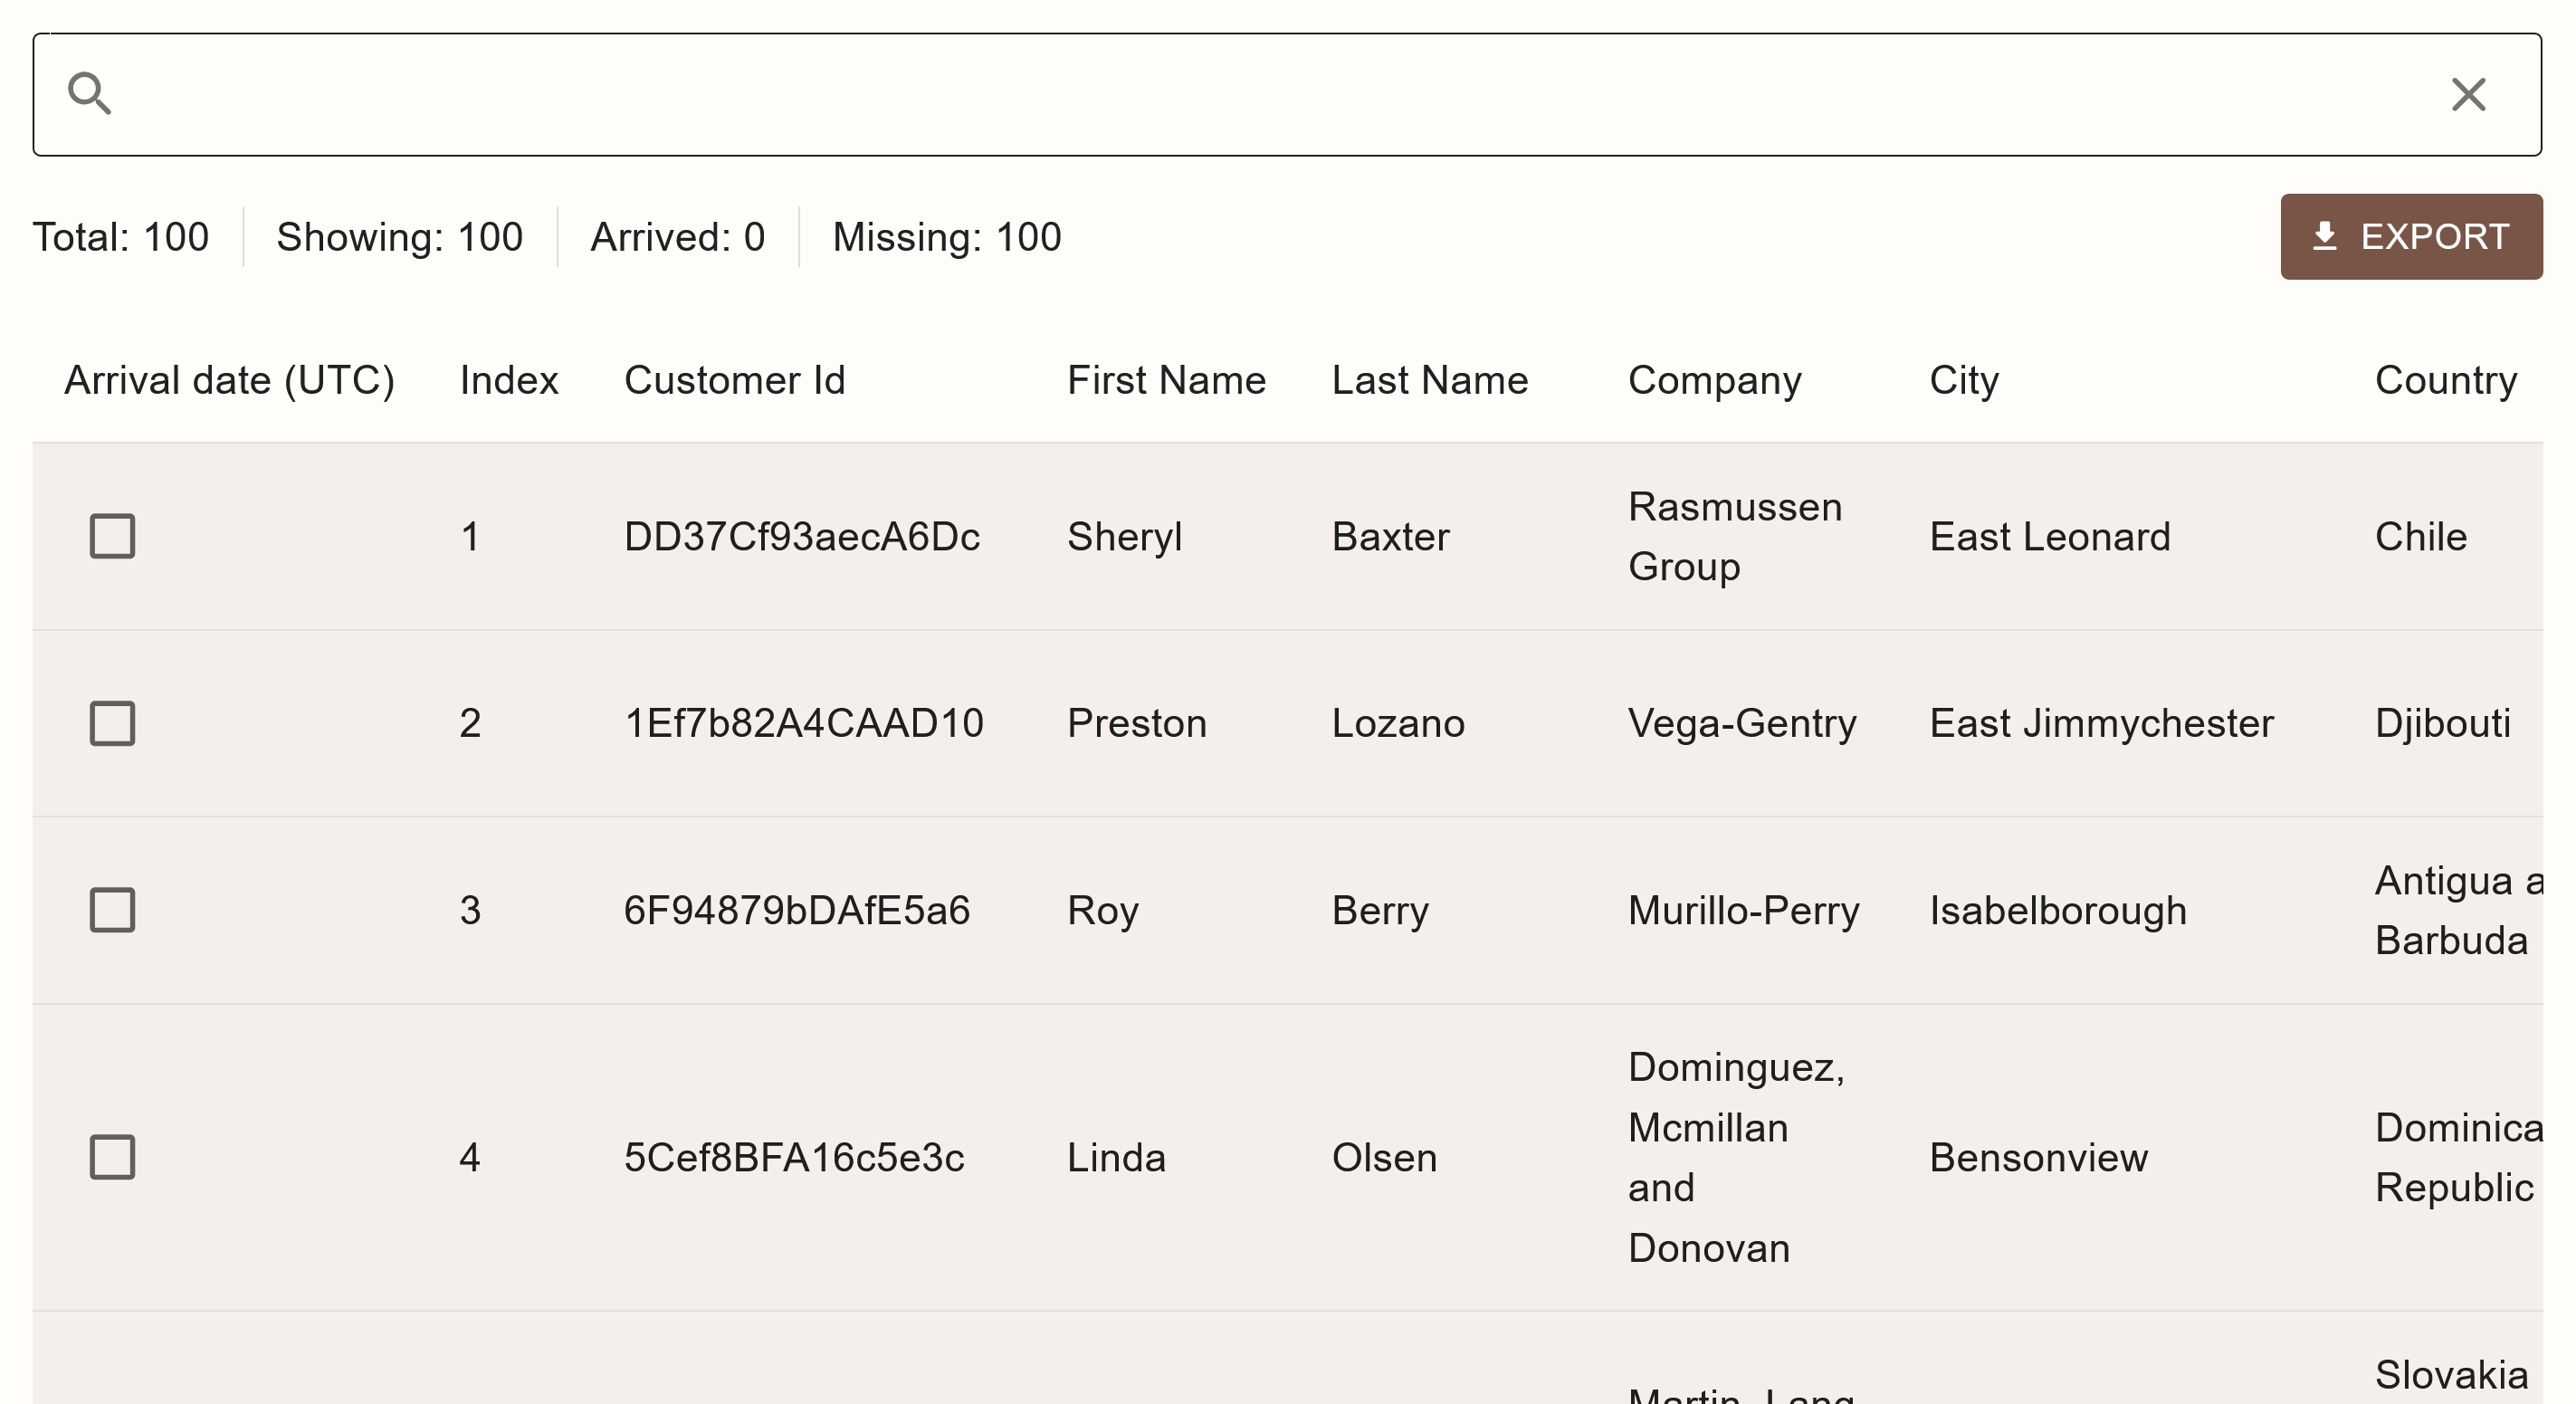 Total: 100 Showing: 100 Arrived: 0 Missing: 100 EXPORT
Arrival date (UTC) Index Customer Id First Name Last Name Company City Country
1 DD37Cf93aecA6Dc Sheryl Baxter Rasmussen Group East Leonard Chile
2 1Ef7b82A4CAAD10 Preston Lozano Vega-Gentry East Jimmychester Djibouti
3 6F94879bDAfE5a6 Roy Berry Murillo-Perry Isabelborough Antigua a Barbuda
4 5Cef8BFA16c5e3c Linda Olsen Dominguez, Mcmillan and Donovan Bensonview Dominica Republic
Martin, Lang Slovakia